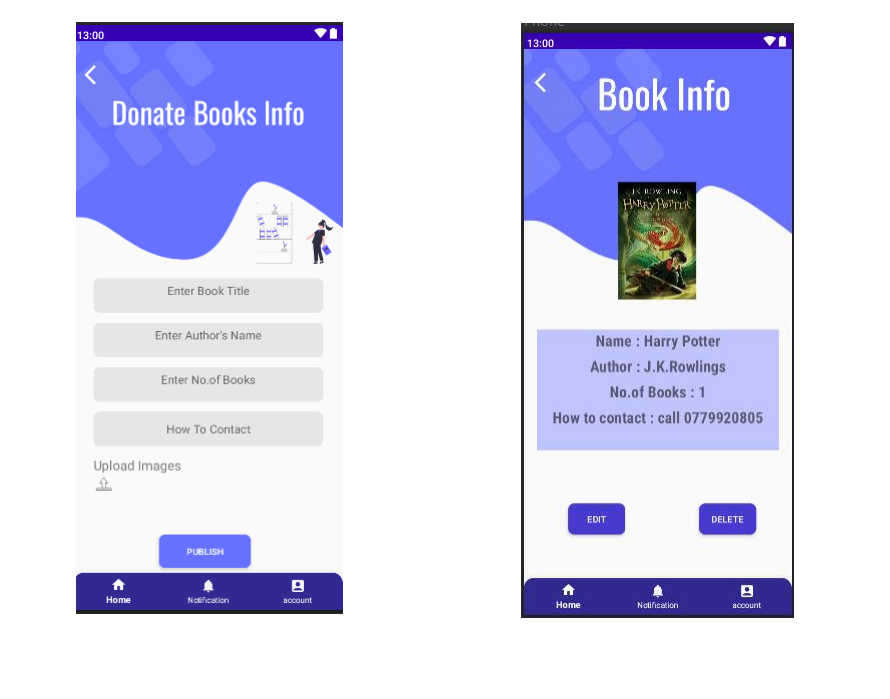 13:00
Donate Books Info
Enter Book Title
Enter Author's Name
Enter No.of Books
How To Contact
Upload Images
PUBLISH
Home
Notification
account
13:00
Book Info
J.K. ROWLING
HARRY POTTER
Name : Harry Potter
Author : J.K.Rowlings
No.of Books : 1
How to contact : call 0779920805
EDIT
DELETE
Home
Notification
account